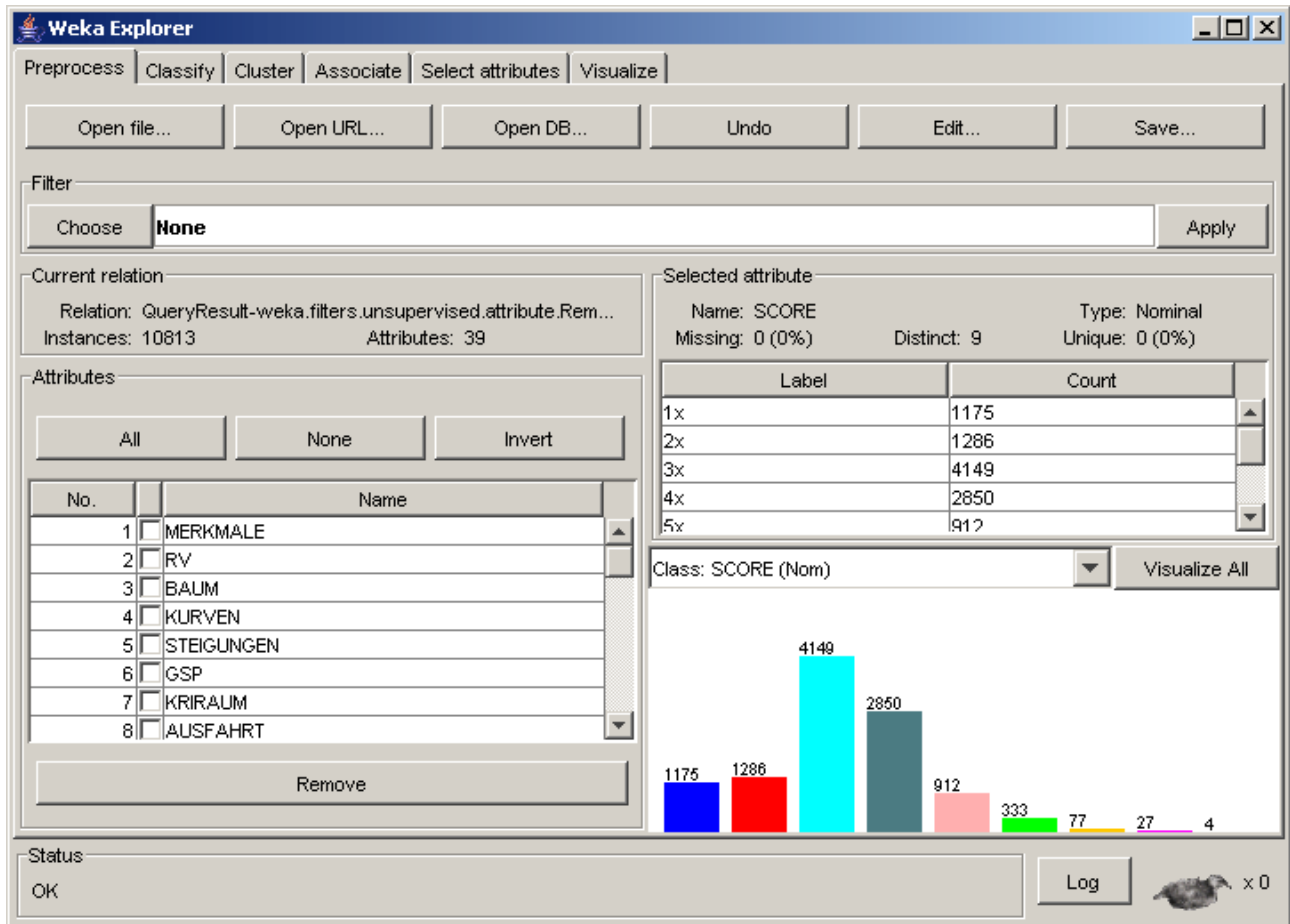 Weka Explorer
Preprocess Classify Cluster Associate Select attributes Visualize
Open file... Open URL... Open DB... Undo Edit... Save...
Filter
Choose None Apply
Current relation
Relation: QueryResult-weka.filters.unsupervised.attribute.Rem...
Instances: 10813 Attributes: 39
Selected attribute
Name: SCORE Type: Nominal
Missing: 0 (0%) Distinct: 9 Unique: 0 (0%)
Label Count
1x 1175
2x 1286
3x 4149
4x 2850
5x 912
Attributes
All None Invert
No. Name
1 MERKMALE
2 RV
3 BAUM
4 KURVEN
5 STEIGUNGEN
6 GSP
7 KRIRAUM
8 AUSFAHRT
Remove
Class: SCORE (Nom) Visualize All
1175 1286 4149 2850 912 333 77 27 4
Status
OK
Log x 0